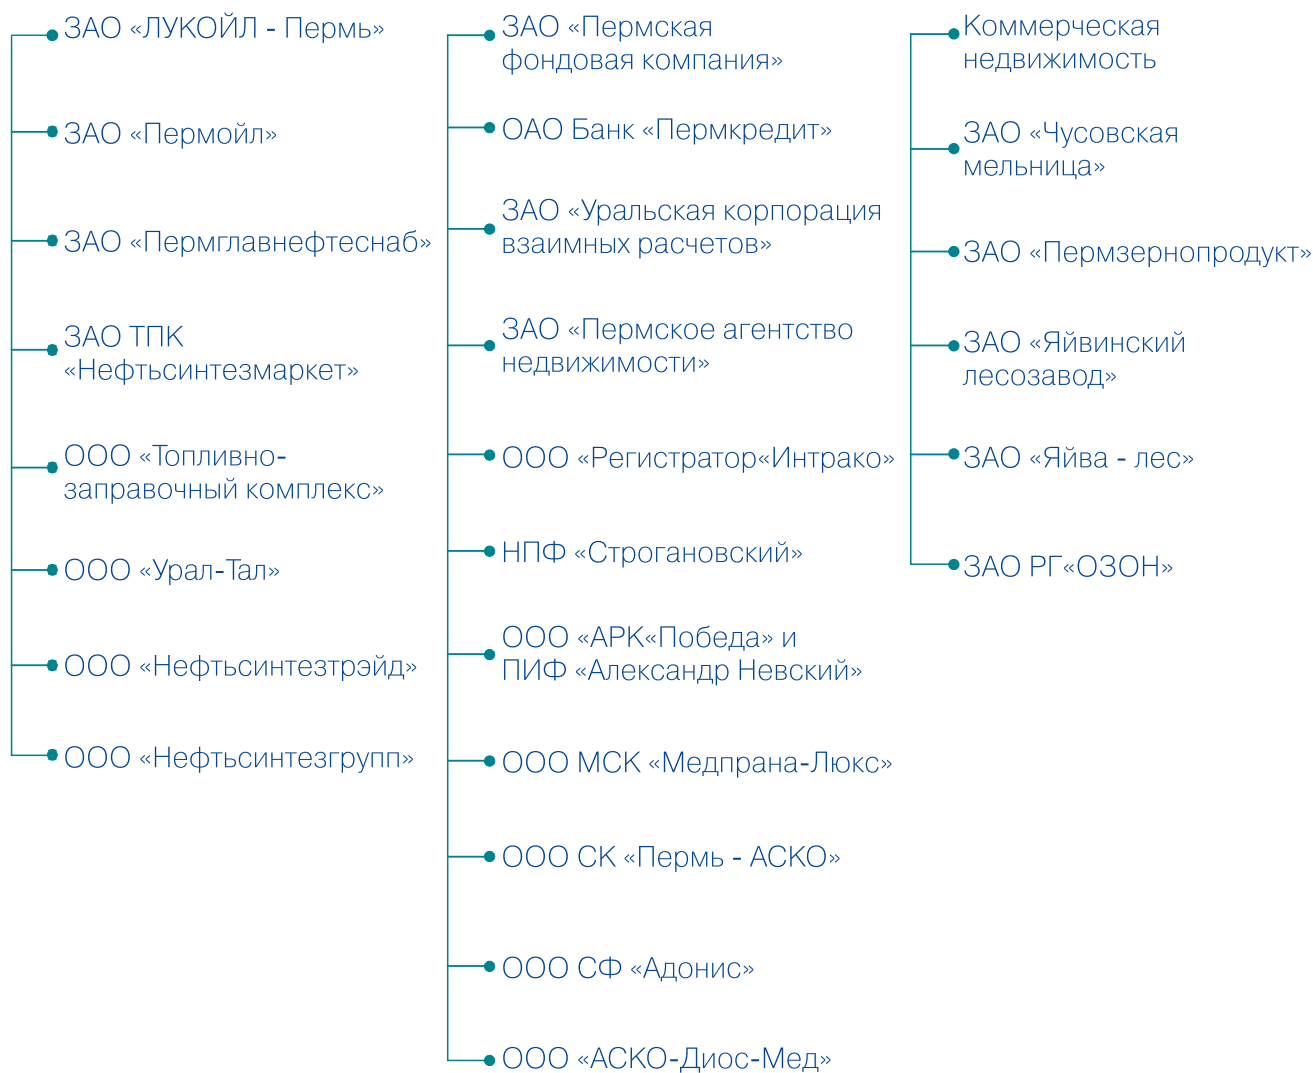 ЗАО «ЛУКОЙЛ - Пермь»
ЗАО «Пермойл»
ЗАО «Пермглавнефтеснаб»
ЗАО ТПК
«Нефтьсинтезмаркет»
ООО «Топливно-
заправочный комплекс»
ООО «Урал-Тал»
ООО «Нефтьсинтезтрэйд»
ООО «Нефтьсинтезгрупп»
ЗАО «Пермская
фондовая компания»
ОАО Банк «Пермкредит»
ЗАО «Уральская корпорация
взаимных расчетов»
ЗАО «Пермское агентство
недвижимости»
ООО «Регистратор«Интрако»
НПФ «Строгановский»
ООО «АРК«Победа» и
ПИФ «Александр Невский»
ООО МСК «Медпрана-Люкс»
ООО СК «Пермь - АСКО»
ООО СФ «Адонис»
ООО «АСКО-Диос-Мед»
Коммерческая
недвижимость
ЗАО «Чусовская
мельница»
ЗАО «Пермзернопродукт»
ЗАО «Яйвинский
лесозавод»
ЗАО «Яйва - лес»
ЗАО РГ«ОЗОН»